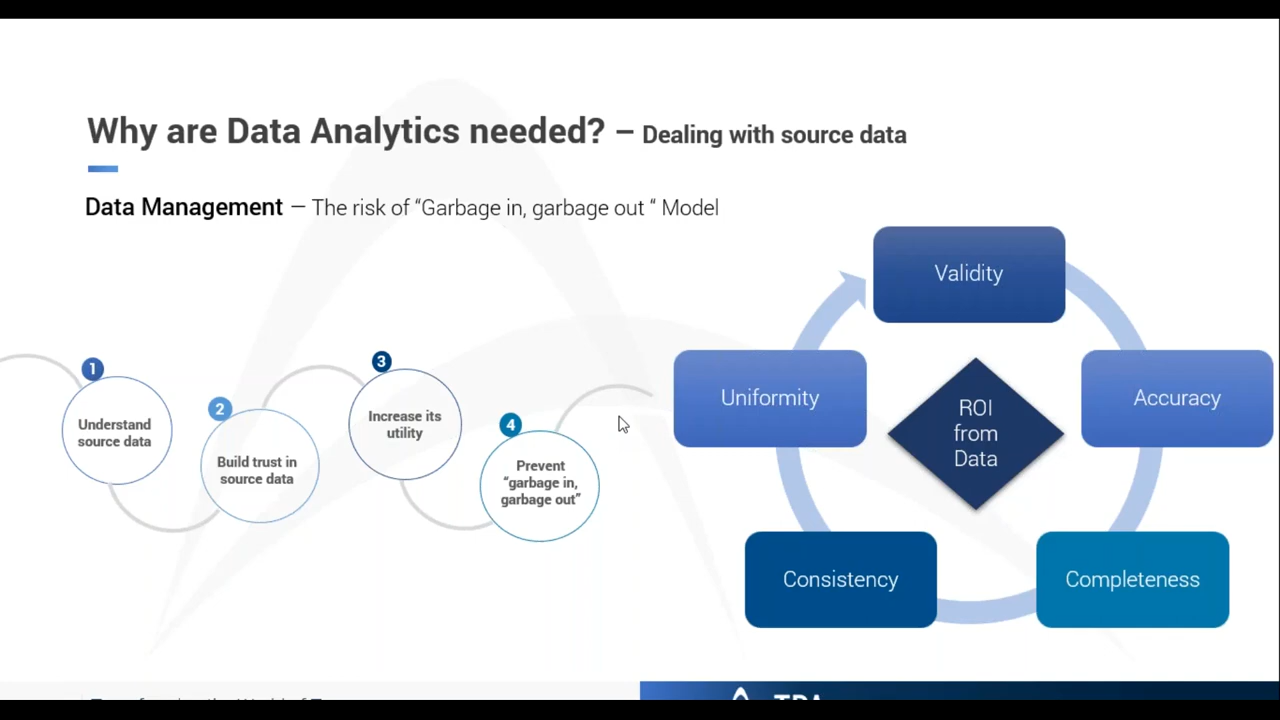 Why are Data Analytics needed? – Dealing with source data
Data Management – The risk of “Garbage in, garbage out “ Model
1
Understand
source data
2
Build trust in
source data
3
Increase its
utility
4
Prevent
“garbage in,
garbage out”
Validity
Accuracy
Completeness
Consistency
Uniformity
ROI
from
Data